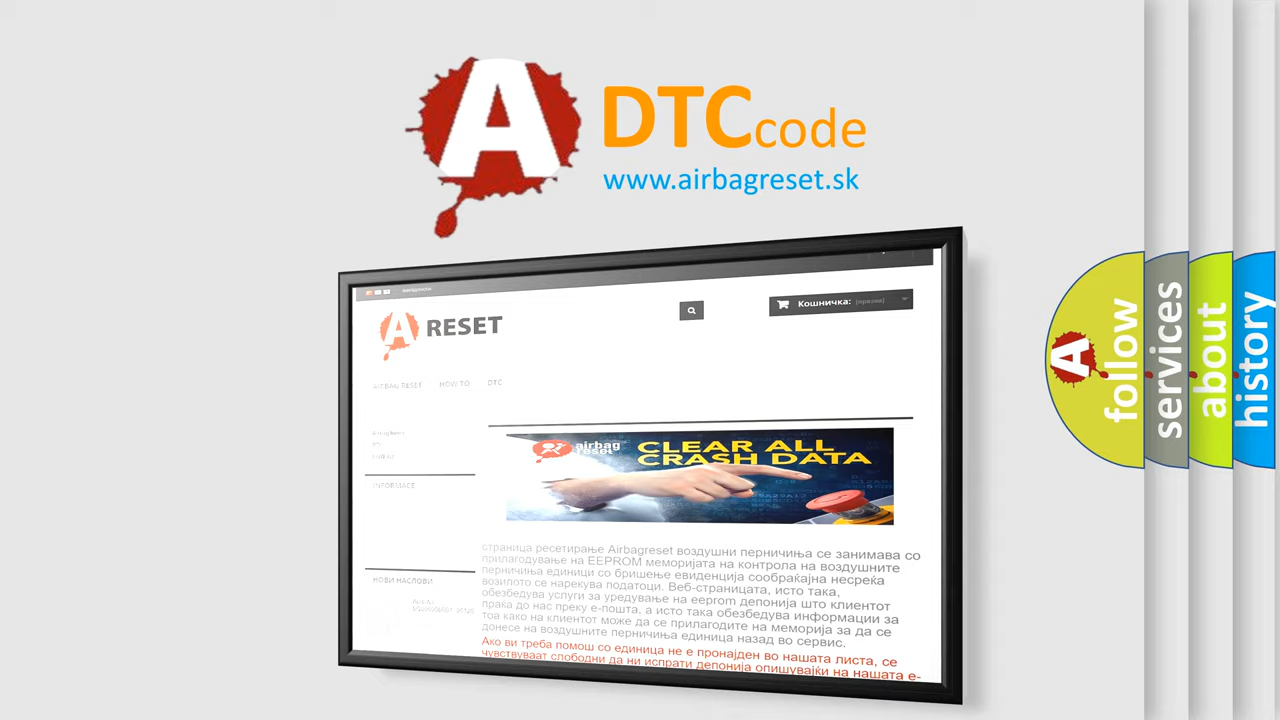 A DTCcode
www.airbagreset.sk
A RESET
Кошничка: (празни)
AIRBAG RESET HOW TO DTC
airbag
reset
CLEAR ALL
CRASH DATA
INFORMACE
НОВИ НАСЛОВИ
страница ресетирање Airbagreset воздушни перничиња се занимава со
прилагодување на EEPROM меморијата на контрола на воздушните
перничиња единици со бришење евиденција сообраќајна несреќа
возилото се нарекува податоци. Веб-страницата, исто така,
обезбедува услуги за уредување на eeprom депонија што клиентот
праќа до нас преку е-пошта, а исто така обезбедува информации за
тоа како на клиентот може да се прилагодите на меморија за да се
донесе на воздушните перничиња единица назад во сервис.
Ако ви треба помош со единица не е пронајден во нашата листа, се
чувствуваат слободни да ни испрати депонија опишувајќи на нашата е-
A follow
services
about
history